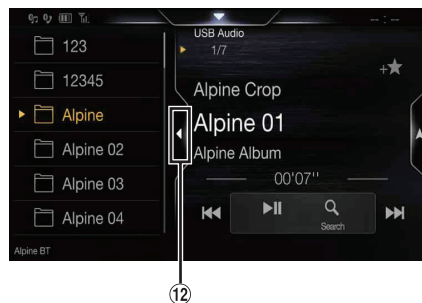 -- : --
123
12345
Alpine
Alpine 02
Alpine 03
Alpine 04
Alpine BT
USB Audio
1/7
Alpine Crop
Alpine 01
Alpine Album
00'07''
Search
⑫